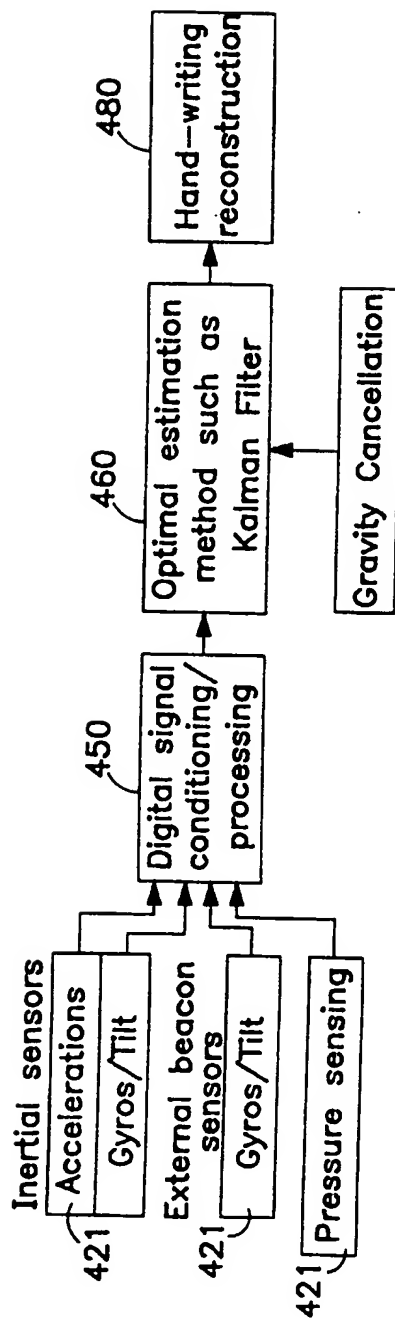 Inertial sensors
Accelerations
Gyros/Tilt
421
External beacon
sensors
Gyros/Tilt
421
Pressure sensing
421
450
Digital signal
conditioning/
processing
460
Optimal estimation
method such as
Kalman Filter
Gravity Cancellation
480
Hand-writing
reconstruction